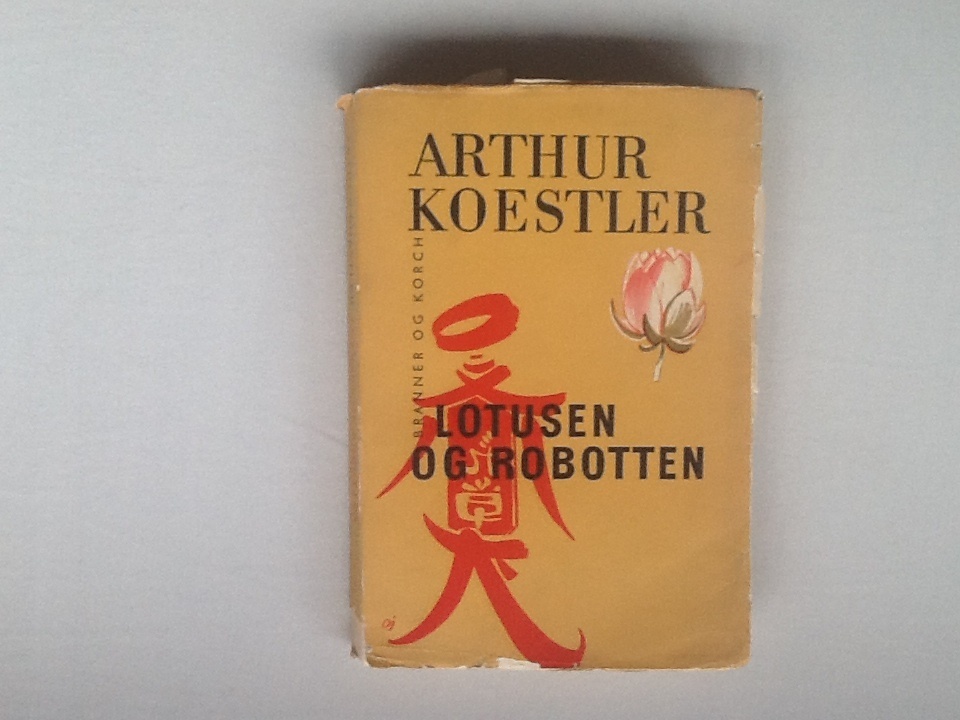 ARTHUR
KOESTLER
BRANNER OG KORCH
LOTUSEN
OG ROBOTTEN